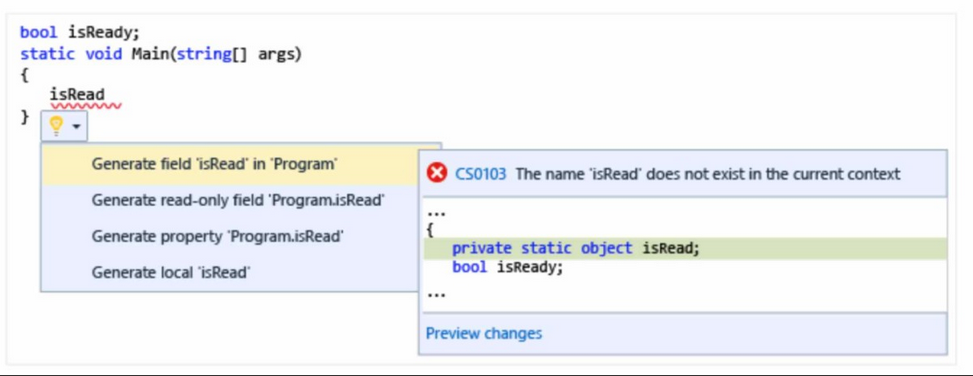 bool isReady;
static void Main(string[] args)
{
isRead
}
Generate field 'isRead' in 'Program'
Generate read-only field 'Program.isRead'
Generate property 'Program.isRead'
Generate local 'isRead'
CS0103 The name 'isRead' does not exist in the current context
...
{
private static object isRead;
bool isReady;
...
Preview changes